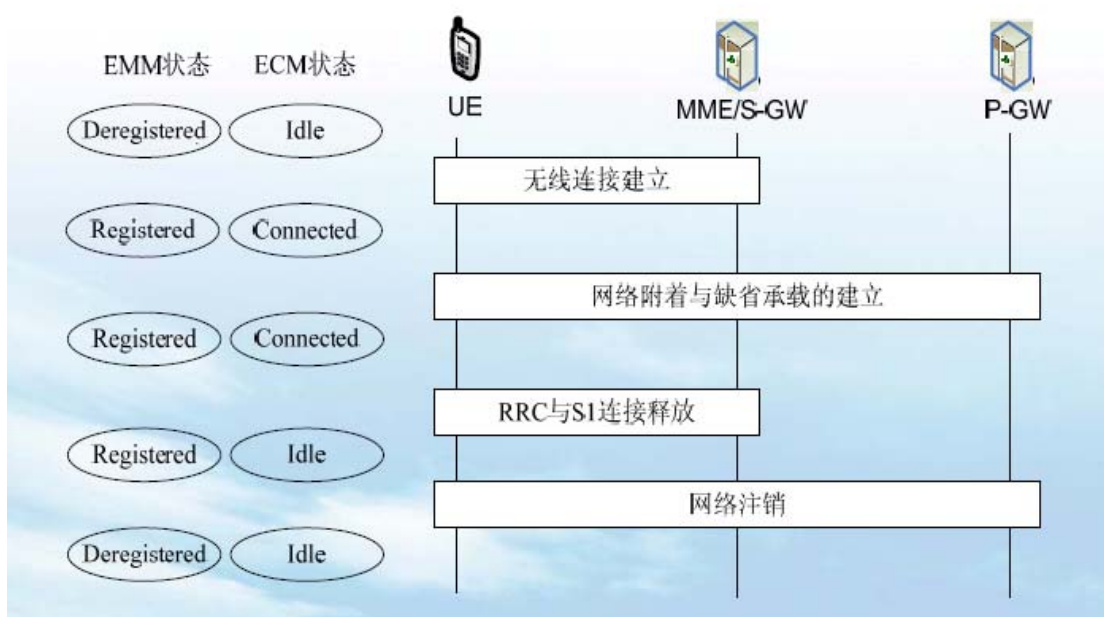 EMM状态 ECM状态
UE MME/S-GW P-GW
Deregistered Idle
无线连接建立
Registered Connected
网络附着与缺省承载的建立
Registered Connected
RRC与S1连接释放
Registered Idle
网络注销
Deregistered Idle